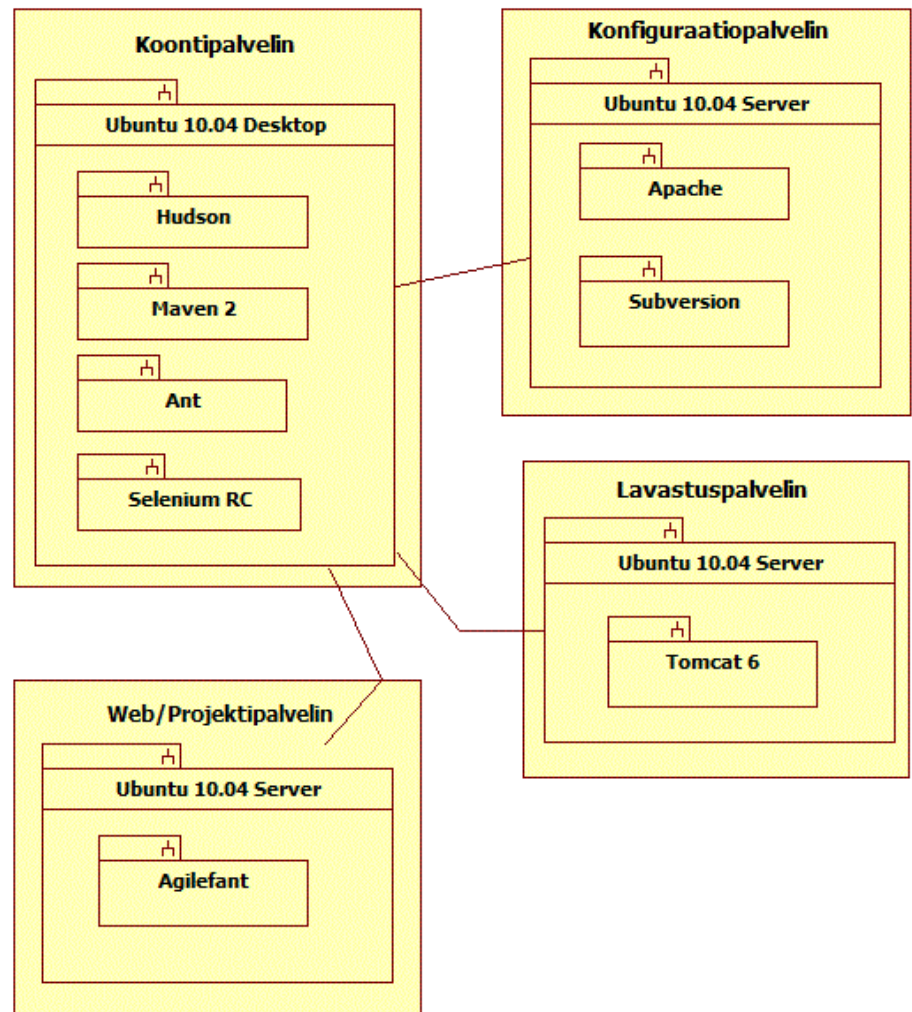 Koontipalvelin
Ubuntu 10.04 Desktop
Hudson
Maven 2
Ant
Selenium RC
Konfiguraatiopalvelin
Ubuntu 10.04 Server
Apache
Subversion
Lavastuspalvelin
Ubuntu 10.04 Server
Tomcat 6
Web/Projektipalvelin
Ubuntu 10.04 Server
Agilefant